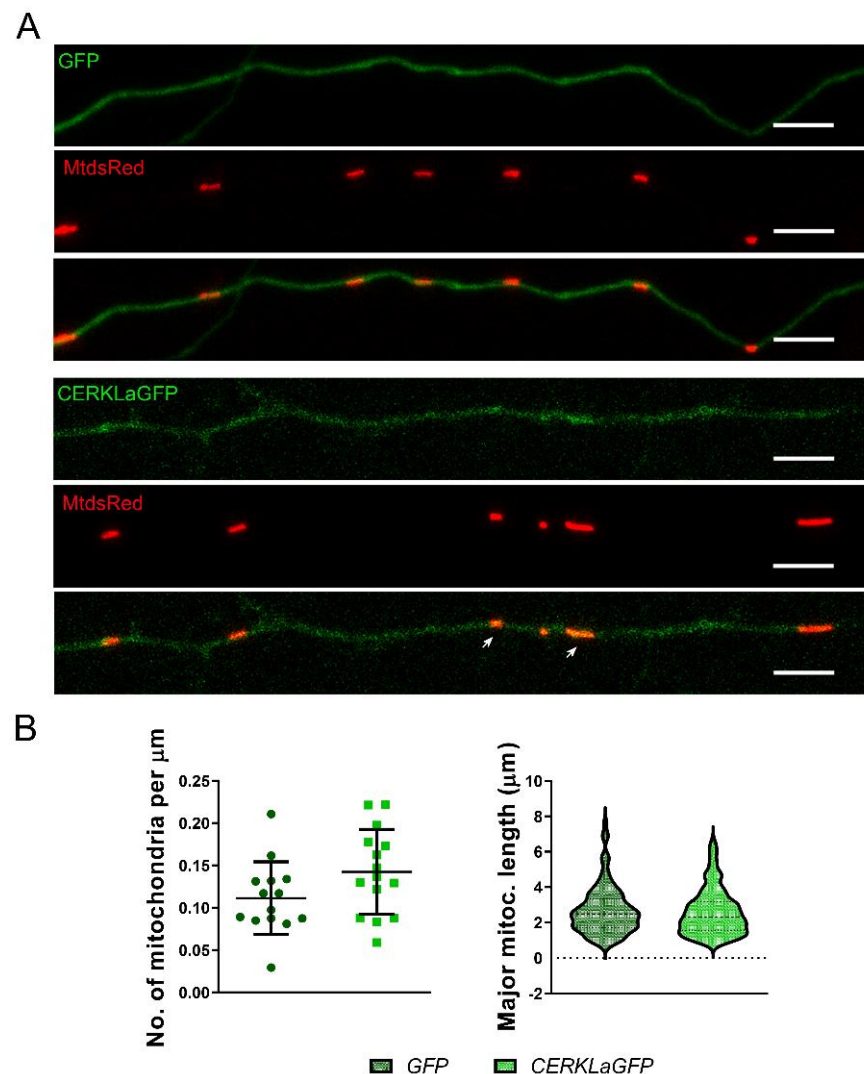 A
GFP
MtdsRed
CERKLaGFP
MtdsRed
B
No. of mitochondria per μm
0.25
0.20
0.15
0.10
0.05
0.00
Major mitoc. length (μm)
10
8
6
4
2
0
-2
GFP
CERKLaGFP